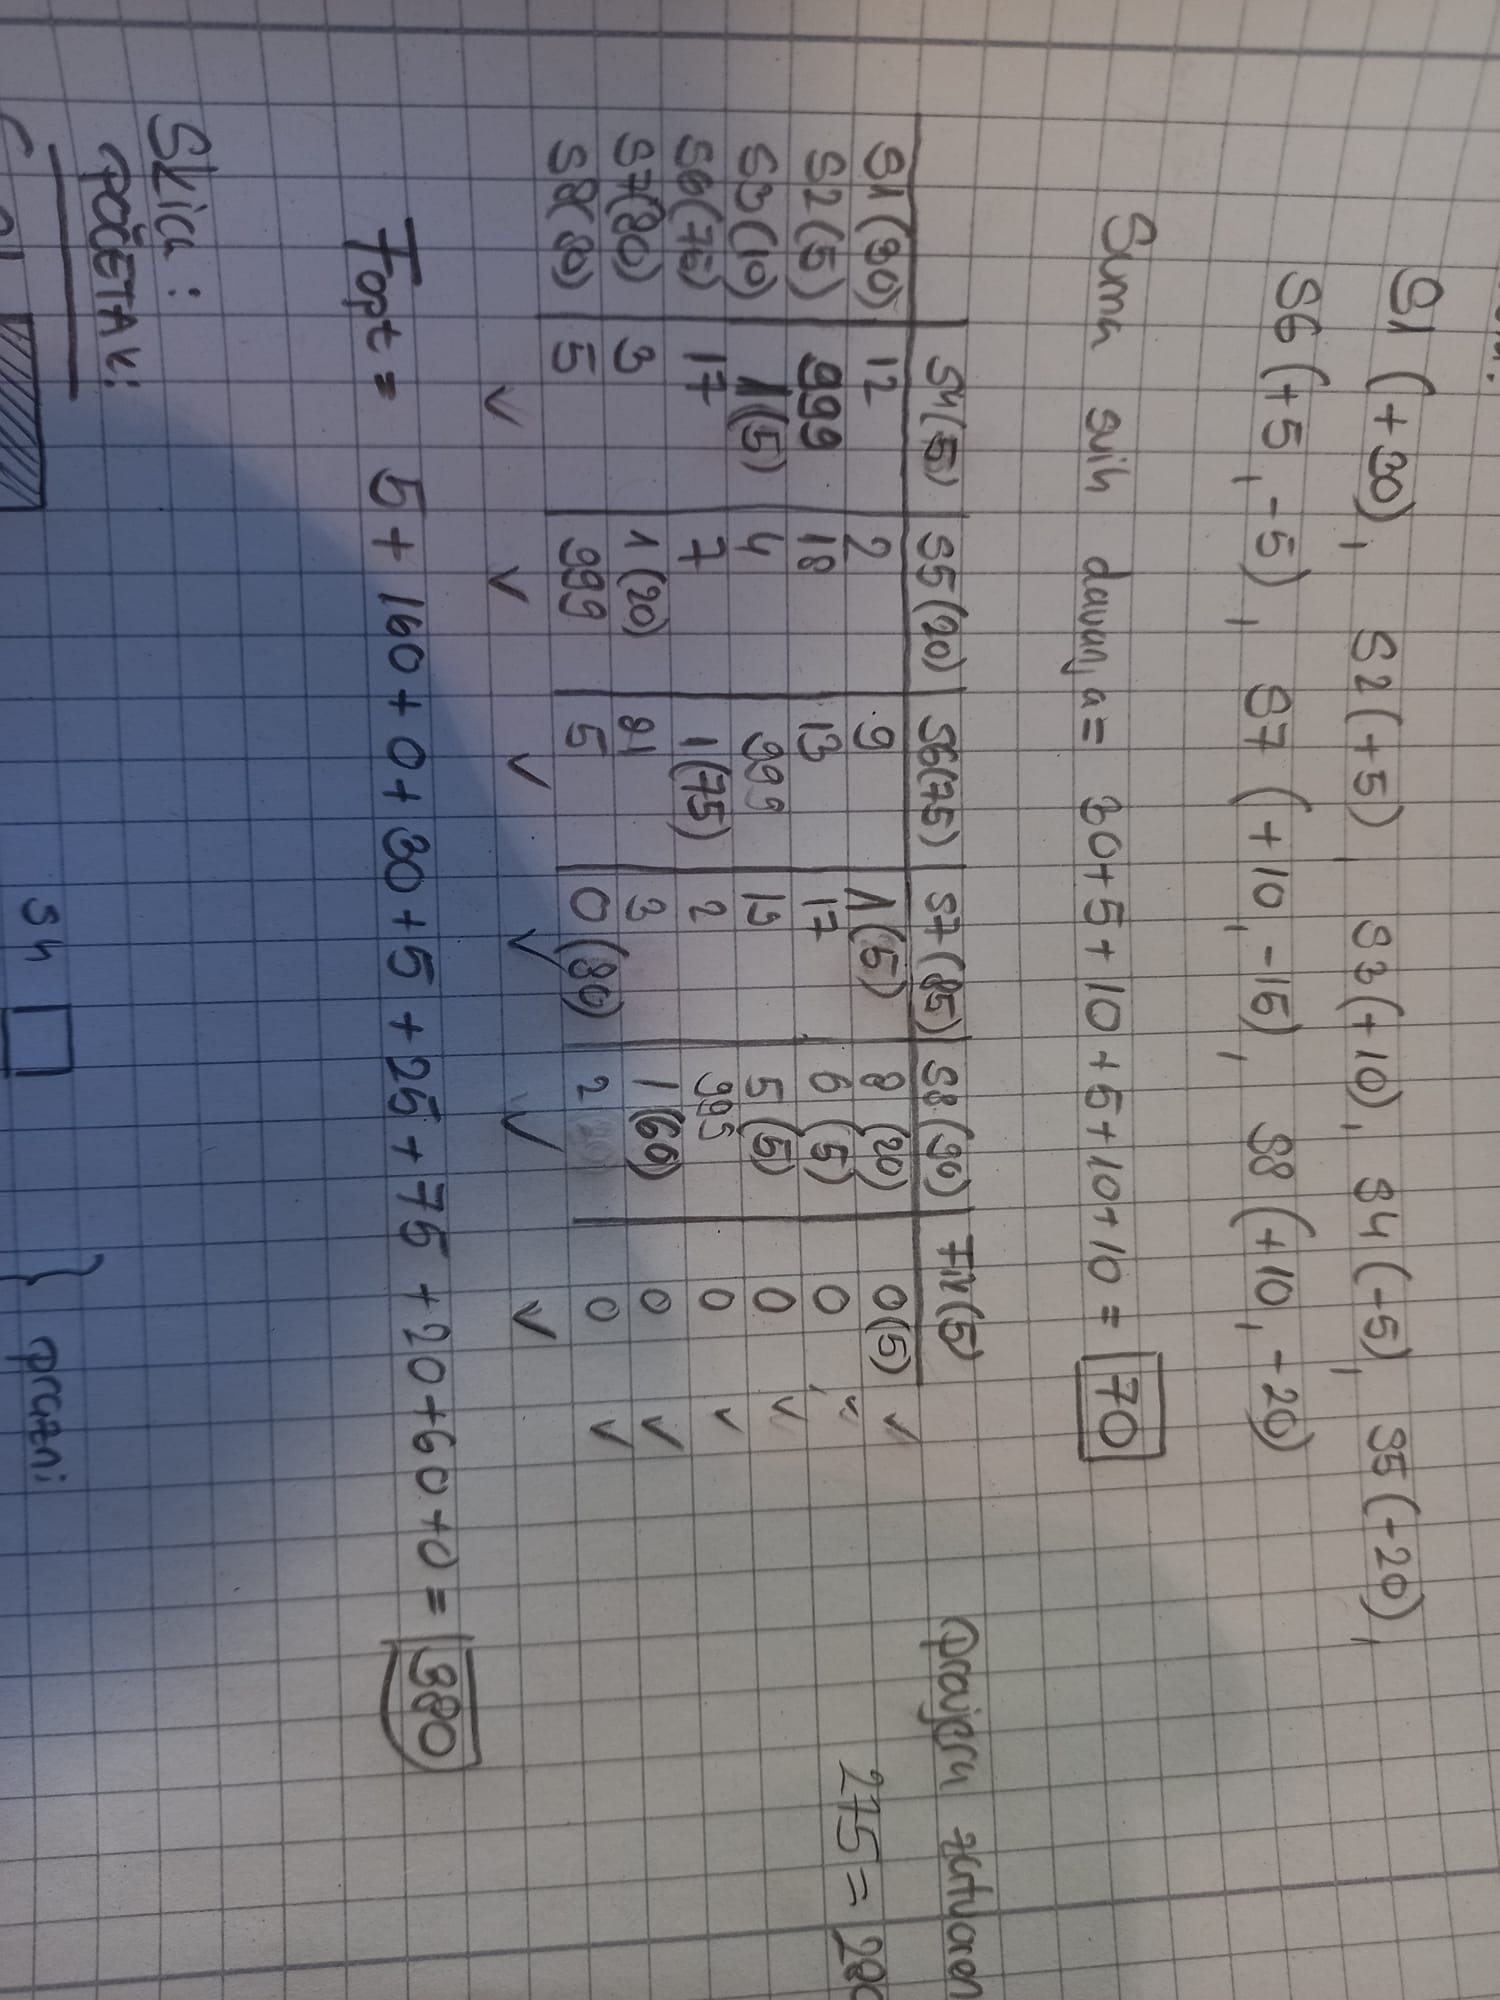 S1 (+30), S2(+5), S3(+10), S4(-5), S5(-20),
S6(+5,-5), S7 (+10,-15), S8(+10,-20)
Suma svih davanja= 30+5+10+5+10+10= 70
provjera zatvoren
S4(5) S5(20) S6(75) S7(85) S8(90) Fik(5)
S1(30) 12 2 9 1(5) 8 (20) 0(5) ✓
275=280
S2(5) 999 18 13 17 6 (5) 0 ✓
S3(10) 1(5) 4 999 19 5 (5) 0 ✓
S6(75) 17 7 1(75) 2 999 0 ✓
S7(80) 3 1(20) 21 3 1(60) 0 ✓
S8(80) 5 999 5 0(80) 2 0 ✓
✓ ✓ ✓ ✓ ✓ ✓
Fopt= 5+160+0+30+5+25+75+20+60+0= 380
Skica:
POČETAK:
S4 } prazni